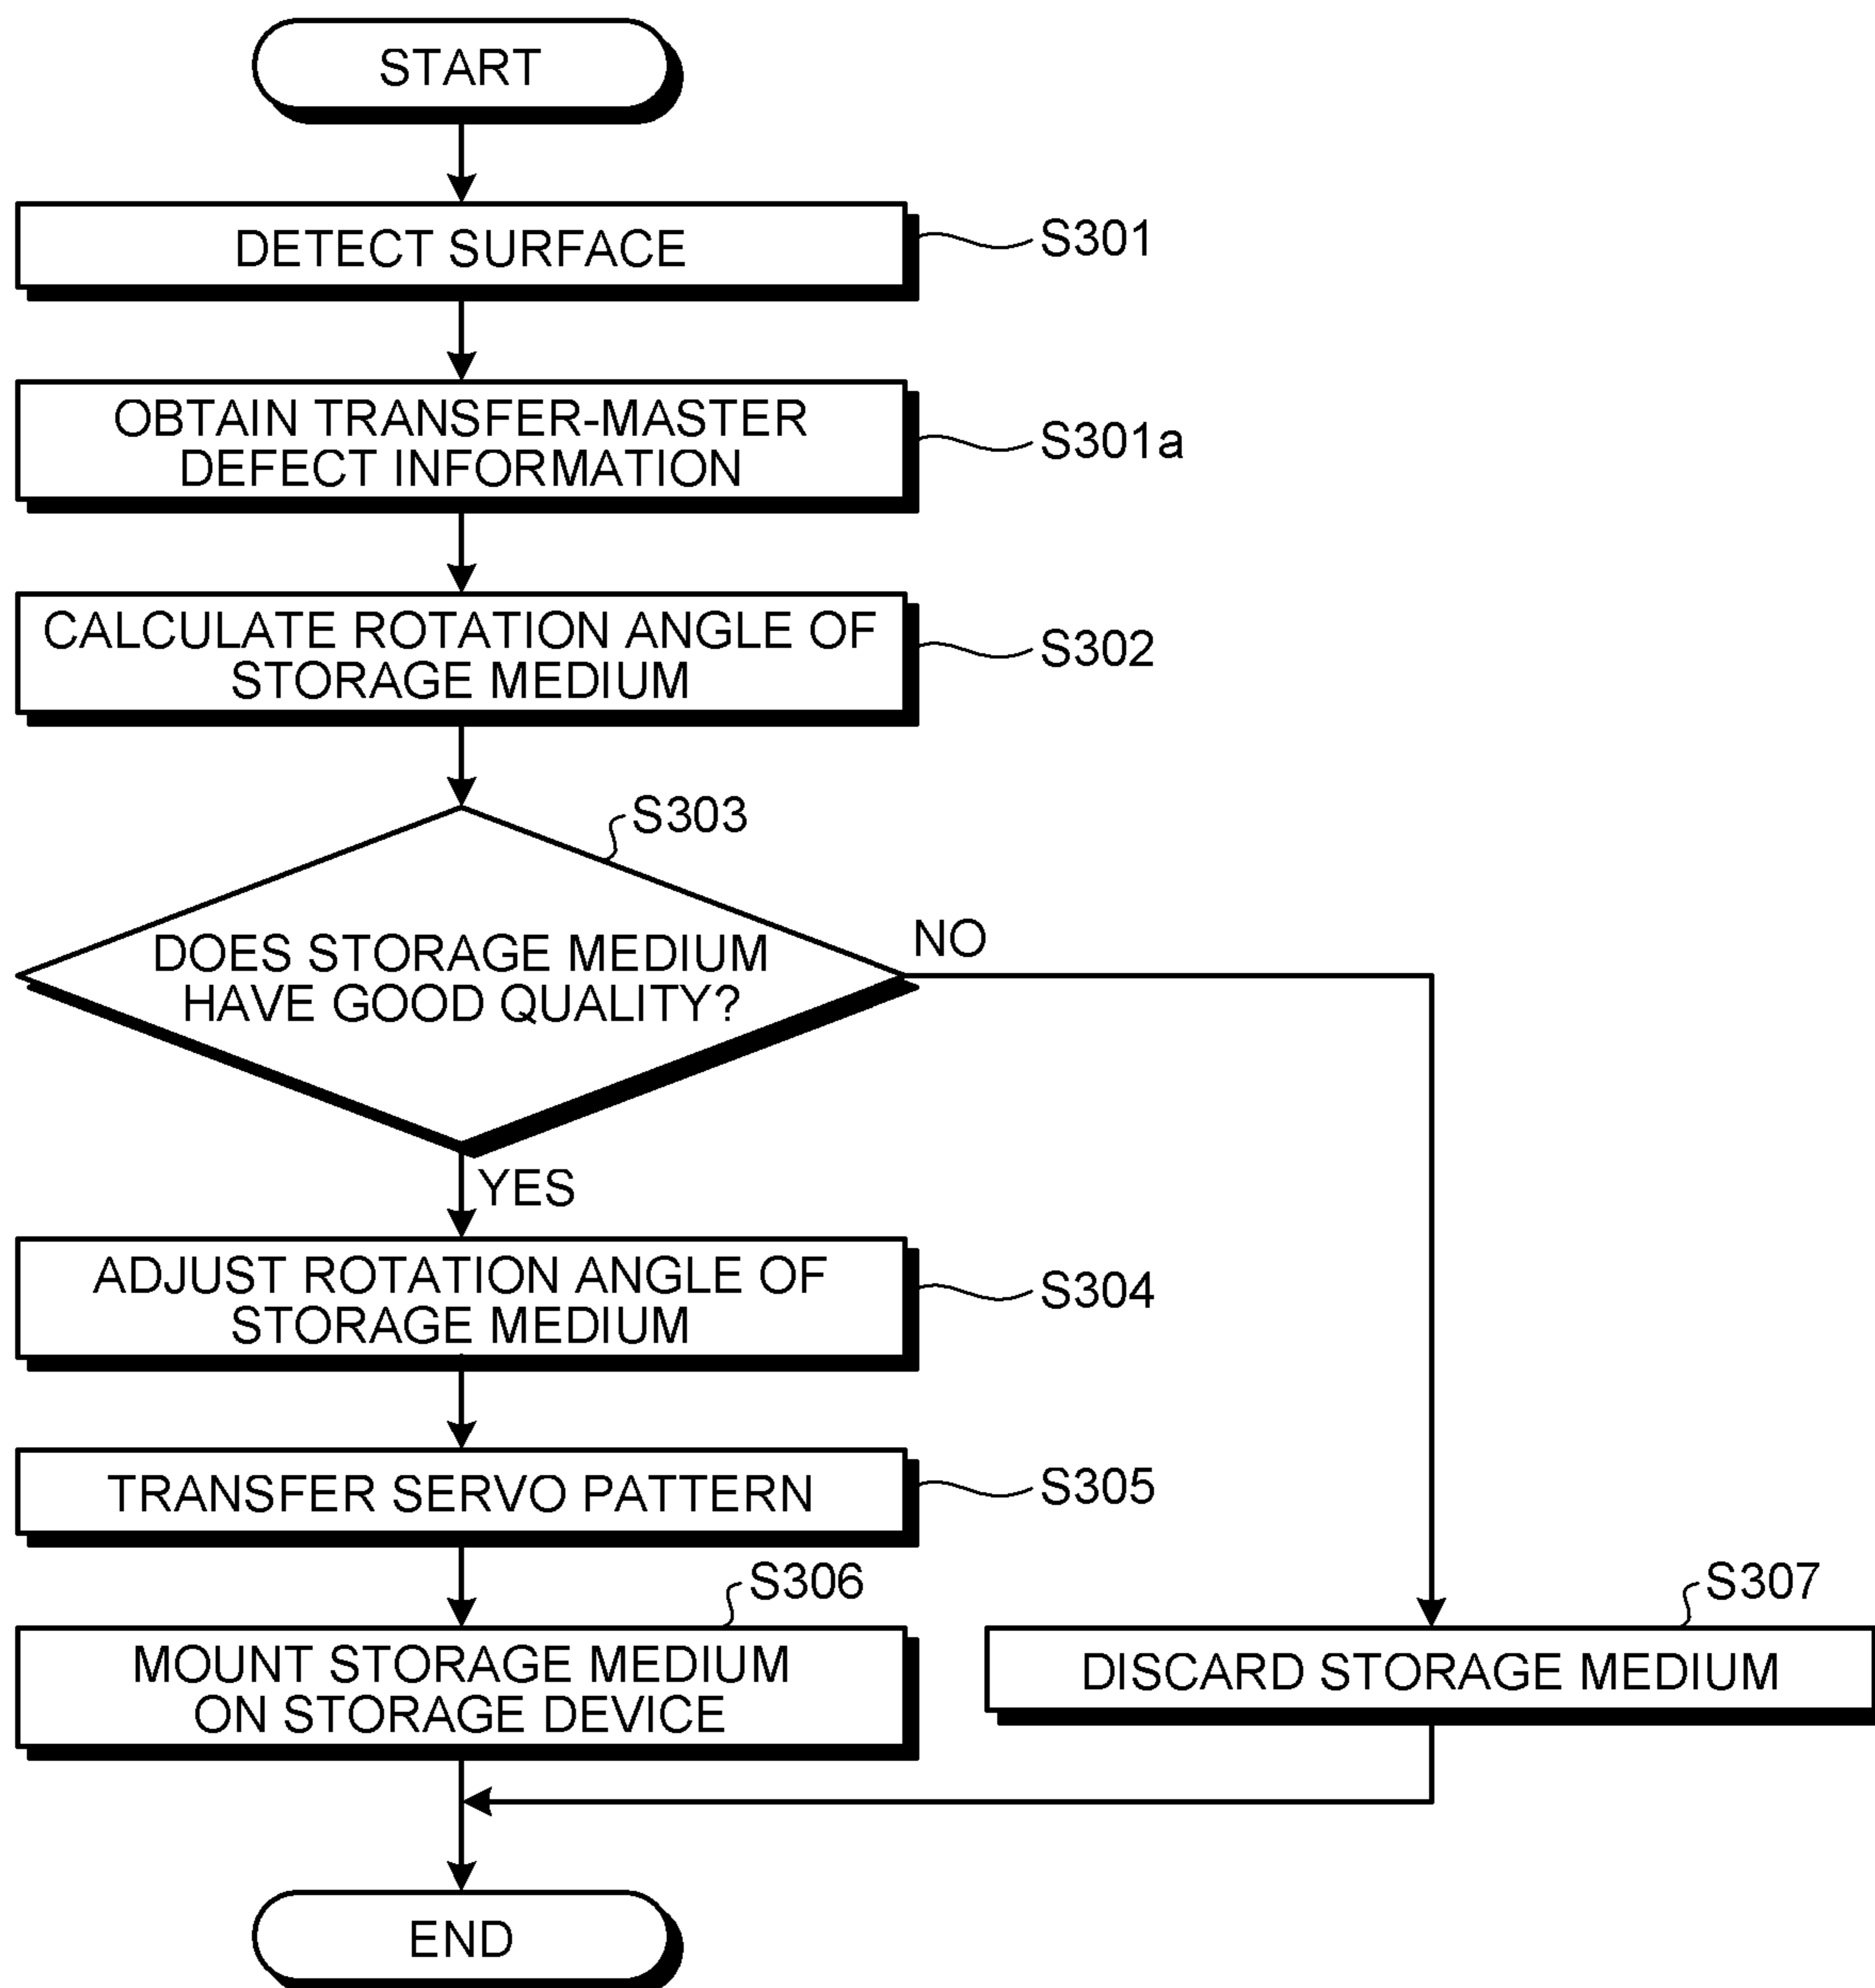 START
DETECT SURFACE
S301
OBTAIN TRANSFER-MASTER
DEFECT INFORMATION
S301a
CALCULATE ROTATION ANGLE OF
STORAGE MEDIUM
S302
S303
DOES STORAGE MEDIUM
HAVE GOOD QUALITY?
NO
YES
ADJUST ROTATION ANGLE OF
STORAGE MEDIUM
S304
TRANSFER SERVO PATTERN
S305
S306
MOUNT STORAGE MEDIUM
ON STORAGE DEVICE
S307
DISCARD STORAGE MEDIUM
END